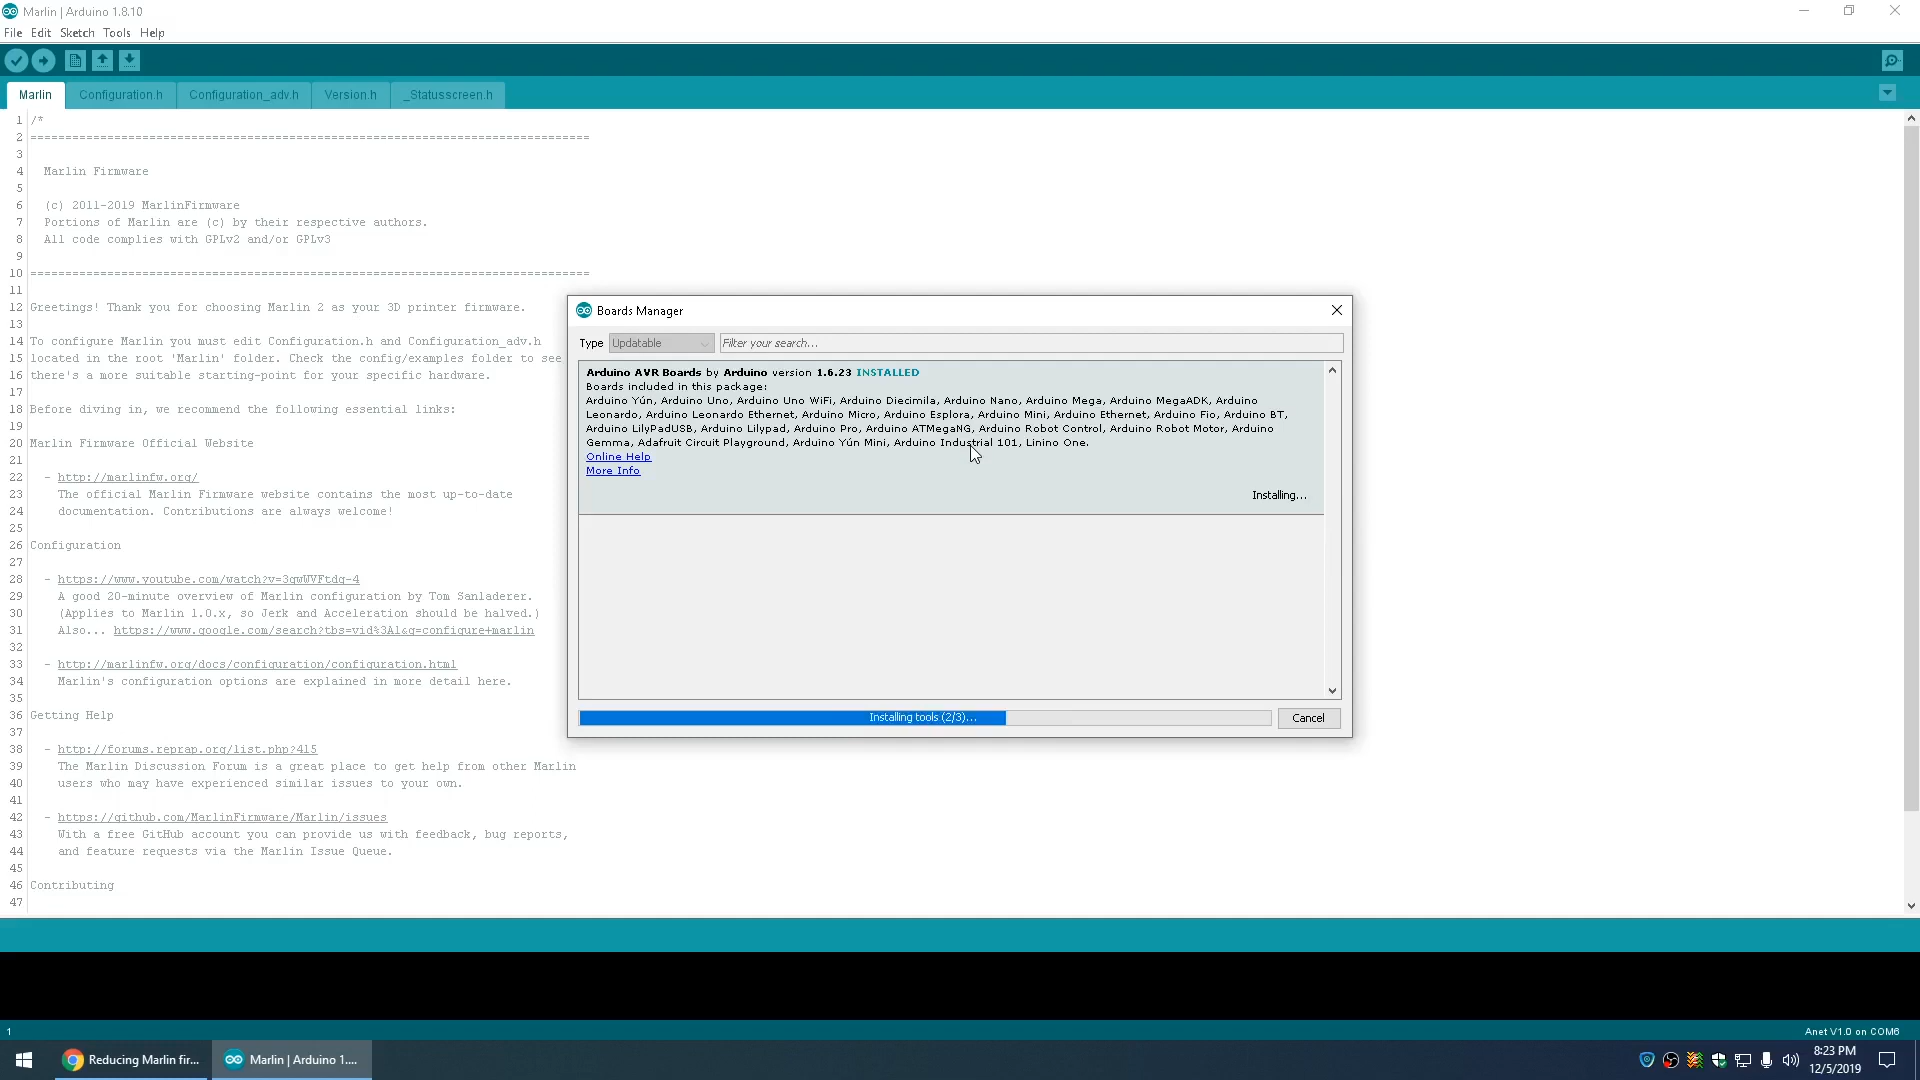 Marlin | Arduino 1.8.10
File Edit Sketch Tools Help
Marlin Configuration.h Configuration_adv.h Version.h _Statusscreen.h
1 /*
2 ================================================================================
3
4 Marlin Firmware
5
6 (c) 2011-2019 MarlinFirmware
7 Portions of Marlin are (c) by their respective authors.
8 All code complies with GPLv2 and/or GPLv3
9
10 ================================================================================
11
12 Greetings! Thank you for choosing Marlin 2 as your 3D printer firmware.
13
14 To configure Marlin you must edit Configuration.h and Configuration_adv.h
15 located in the root 'Marlin' folder. Check the config/examples folder to see
16 there's a more suitable starting-point for your specific hardware.
17
18 Before diving in, we recommend the following essential links:
19
20 Marlin Firmware Official Website
21
22 - http://marlinfw.org/
23 The official Marlin Firmware website contains the most up-to-date
24 documentation. Contributions are always welcome!
25
26 Configuration
27
28 - https://www.youtube.com/watch?v=3gwWVFtdg-4
29 A good 20-minute overview of Marlin configuration by Tom Sanladerer.
30 (Applies to Marlin 1.0.x, so Jerk and Acceleration should be halved.)
31 Also... https://www.google.com/search?tbs=vid%3A1&q=configure+marlin
32
33 - http://marlinfw.org/docs/configuration/configuration.html
34 Marlin's configuration options are explained in more detail here.
35
36 Getting Help
37
38 - http://forums.reprap.org/list.php?415
39 The Marlin Discussion Forum is a great place to get help from other Marlin
40 users who may have experienced similar issues to your own.
41
42 - https://github.com/MarlinFirmware/Marlin/issues
43 With a free GitHub account you can provide us with feedback, bug reports,
44 and feature requests via the Marlin Issue Queue.
45
46 Contributing
47
Boards Manager
Type Updatable Filter your search...
Arduino AVR Boards by Arduino version 1.6.23 INSTALLED
Boards included in this package:
Arduino Yún, Arduino Uno, Arduino Uno WiFi, Arduino Diecimila, Arduino Nano, Arduino Mega, Arduino MegaADK, Arduino
Leonardo, Arduino Leonardo Ethernet, Arduino Micro, Arduino Esplora, Arduino Mini, Arduino Ethernet, Arduino Fio, Arduino BT,
Arduino LilyPadUSB, Arduino Lilypad, Arduino Pro, Arduino ATMegaNG, Arduino Robot Control, Arduino Robot Motor, Arduino
Gemma, Adafruit Circuit Playground, Arduino Yún Mini, Arduino Industrial 101, Linino One.
Online Help
More Info
Installing...
Installing tools (2/3)...
Cancel
1
Anet V1.0 on COM6
Reducing Marlin fir...
Marlin | Arduino 1....
8:23 PM
12/5/2019